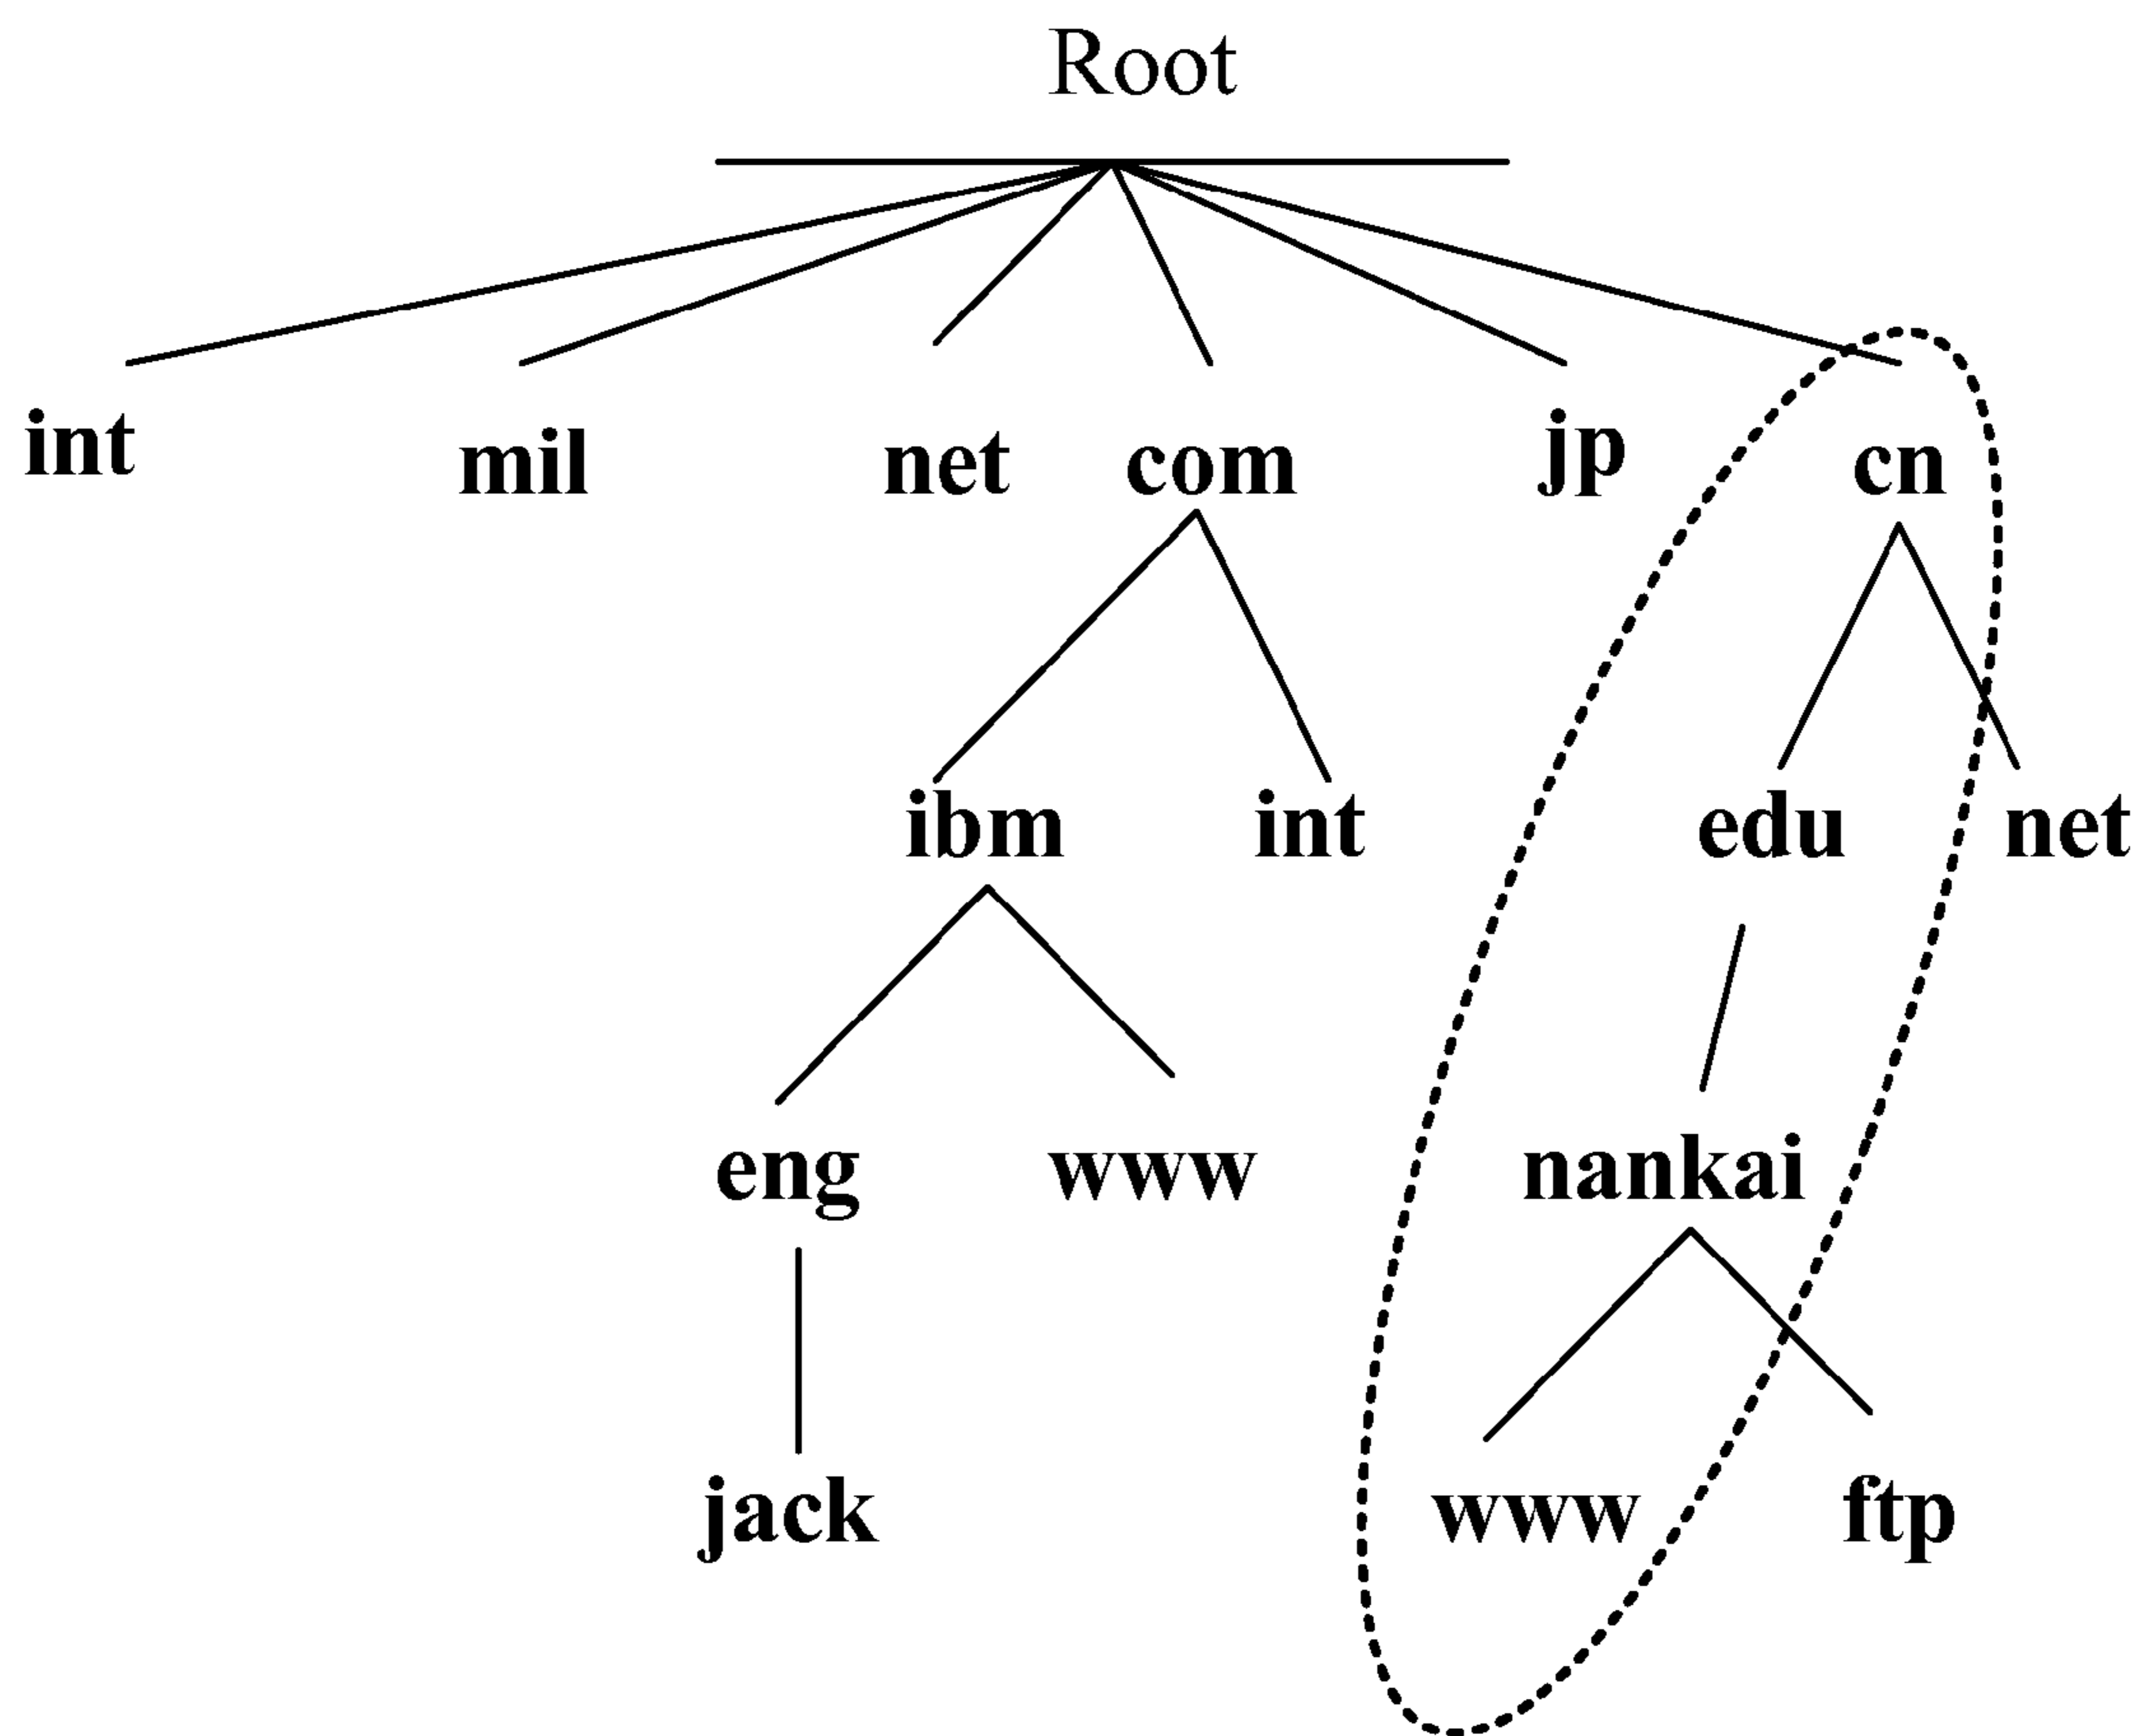 Root
int mil net com jp cn
ibm int edu net
eng www nankai
jack www ftp